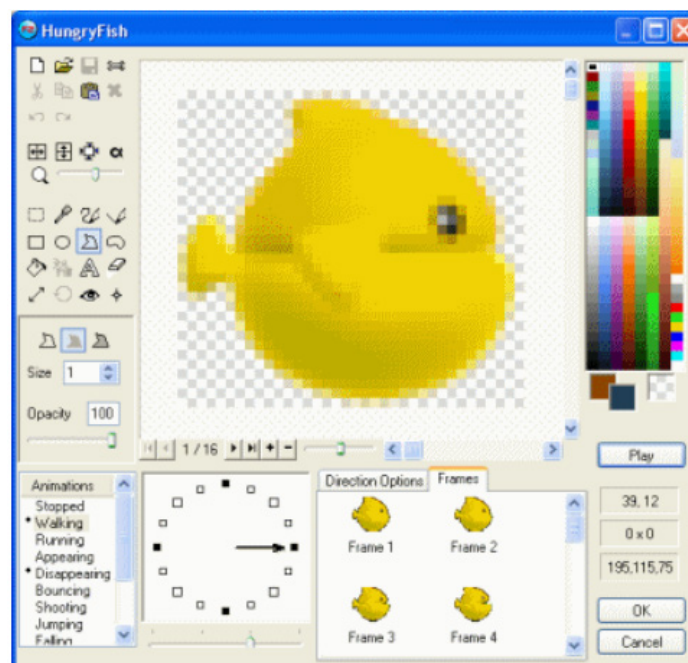 HungryFish
α
A
Size 1
Opacity 100
1 / 16
Play
Animations
Stopped
Walking
Running
Appearing
Disappearing
Bouncing
Shooting
Jumping
Falling
Direction Options
Frames
Frame 1
Frame 2
Frame 3
Frame 4
39, 12
0 x 0
195,115,75
OK
Cancel